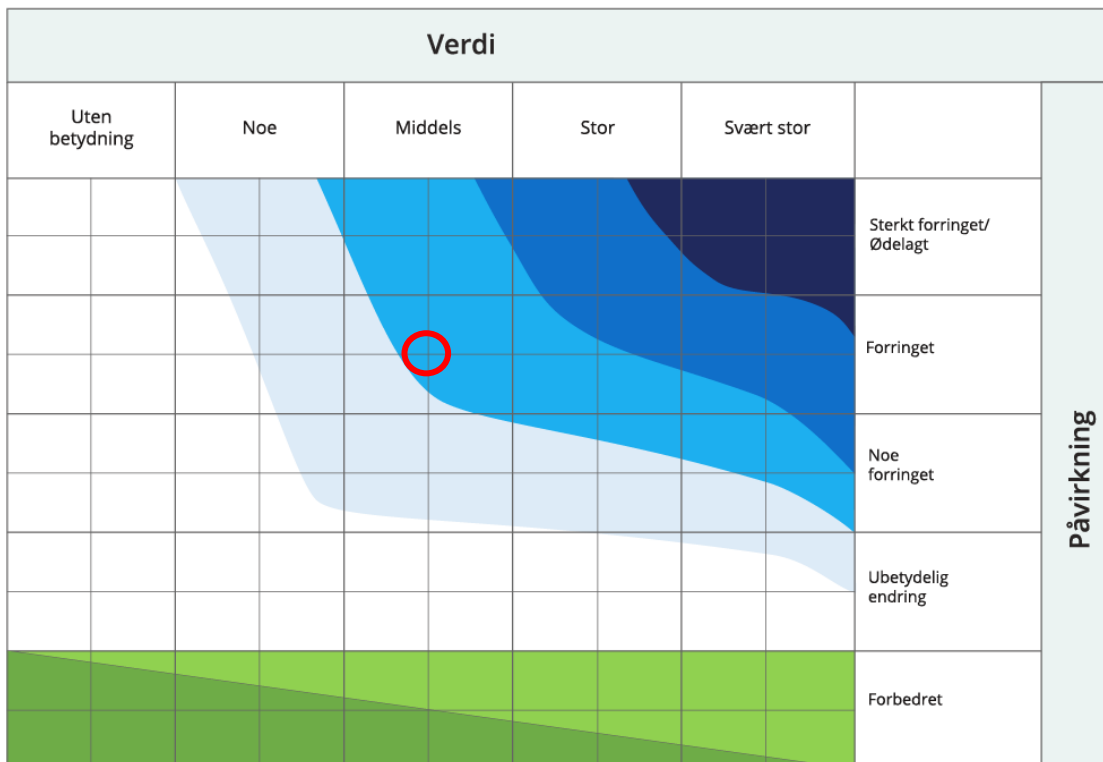 Verdi
Uten
betydning
Noe
Middels
Stor
Svært stor
Påvirkning
Sterkt forringet/
Ødelagt
Forringet
Noe
forringet
Ubetydelig
endring
Forbedret